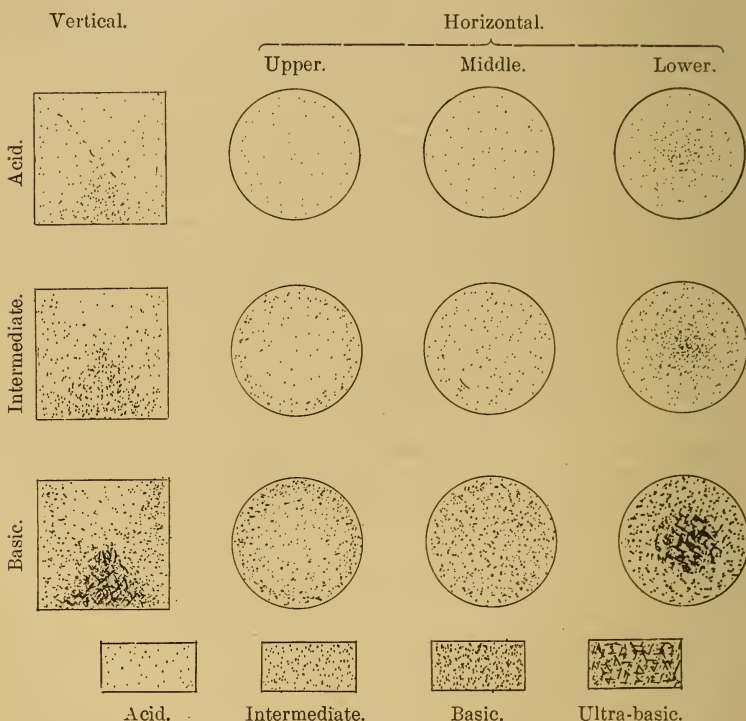 Vertical.
Horizontal.
Upper. Middle. Lower.
Acid.
Intermediate.
Basic.
Acid. Intermediate. Basic. Ultra-basic.